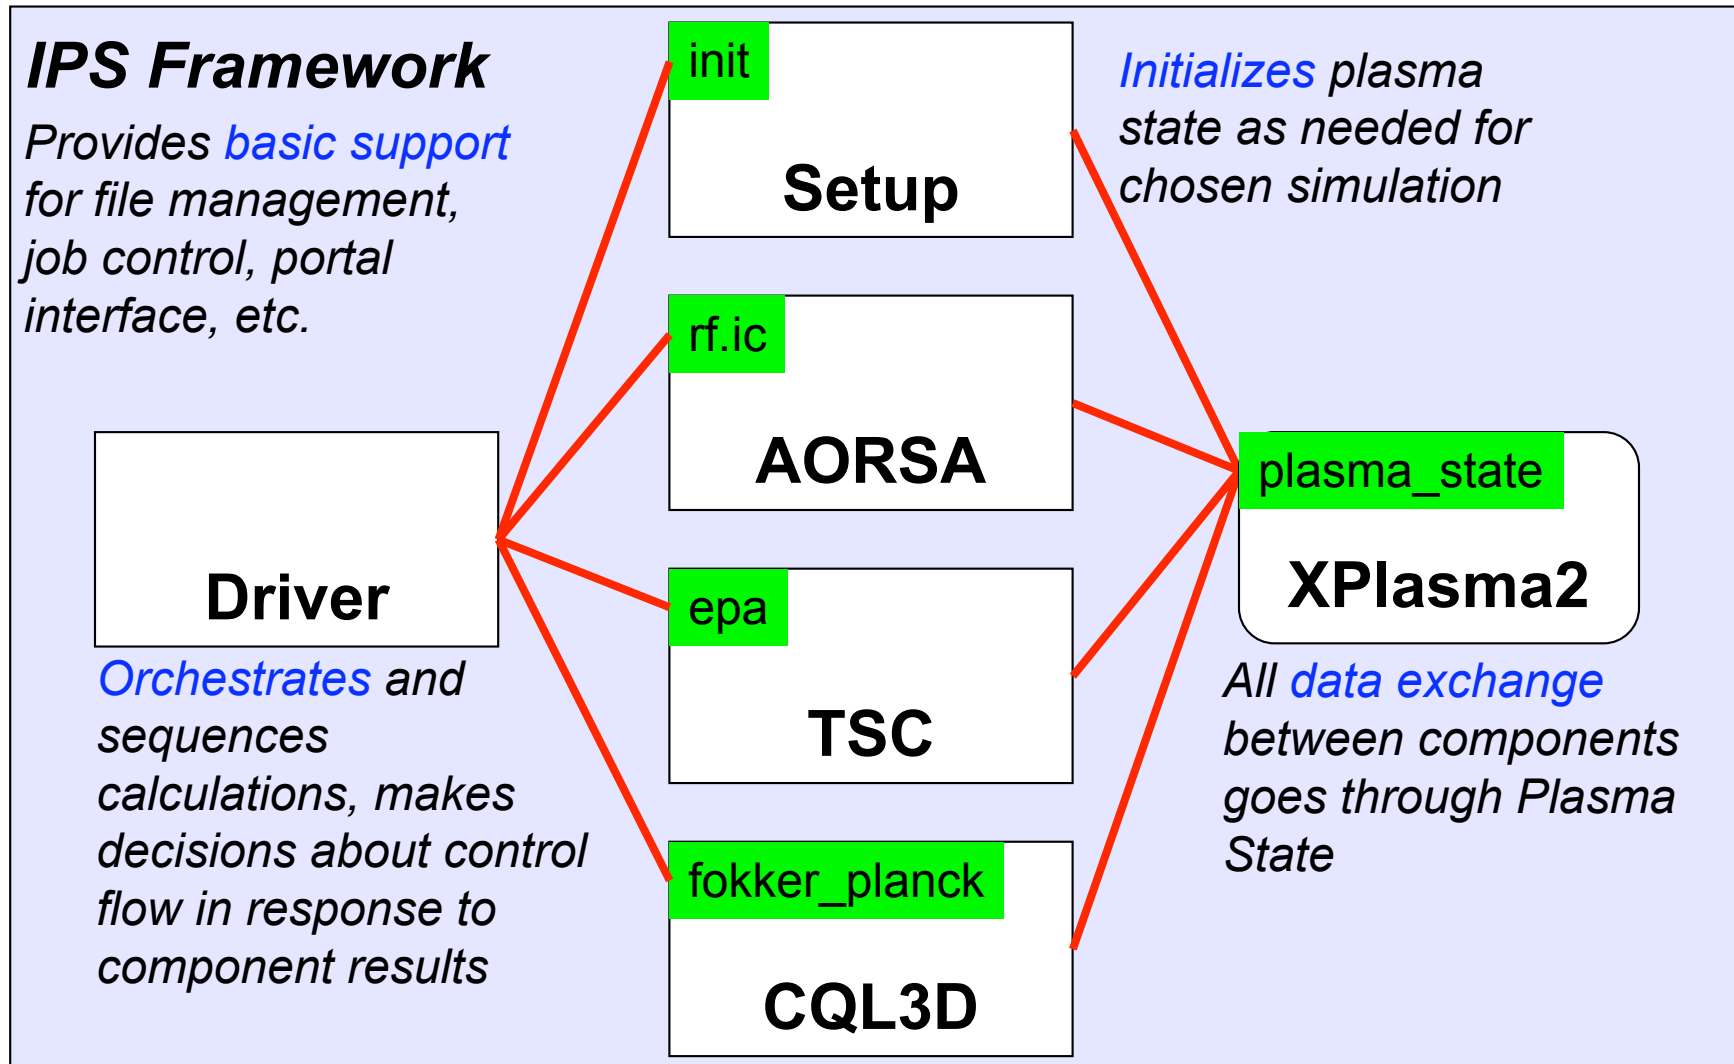 IPS Framework
Provides basic support
for file management,
job control, portal
interface, etc.
init
Setup
Initializes plasma
state as needed for
chosen simulation
rf.ic
AORSA
Driver
Orchestrates and
sequences
calculations, makes
decisions about control
flow in response to
component results
epa
TSC
fokker_planck
CQL3D
plasma_state
XPlasma2
All data exchange
between components
goes through Plasma
State